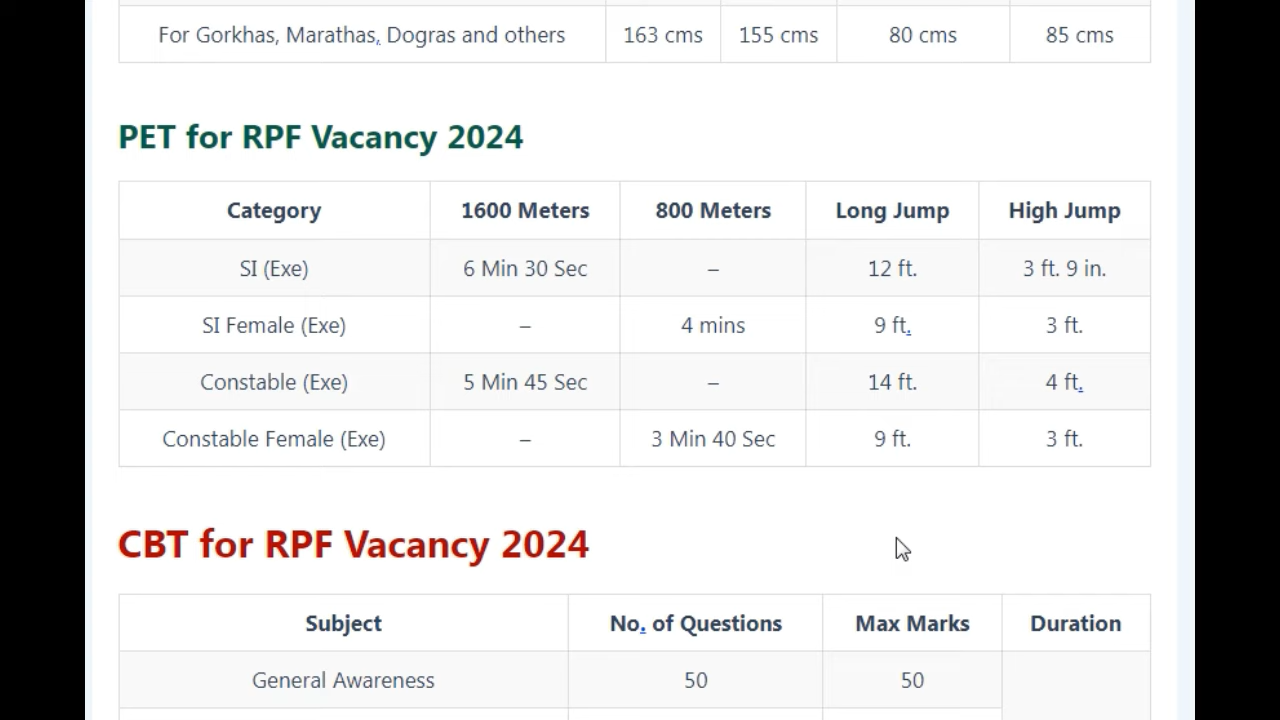 For Gorkhas, Marathas, Dogras and others 163 cms 155 cms 80 cms 85 cms
PET for RPF Vacancy 2024
Category 1600 Meters 800 Meters Long Jump High Jump
SI (Exe) 6 Min 30 Sec – 12 ft. 3 ft. 9 in.
SI Female (Exe) – 4 mins 9 ft. 3 ft.
Constable (Exe) 5 Min 45 Sec – 14 ft. 4 ft.
Constable Female (Exe) – 3 Min 40 Sec 9 ft. 3 ft.
CBT for RPF Vacancy 2024
Subject No. of Questions Max Marks Duration
General Awareness 50 50